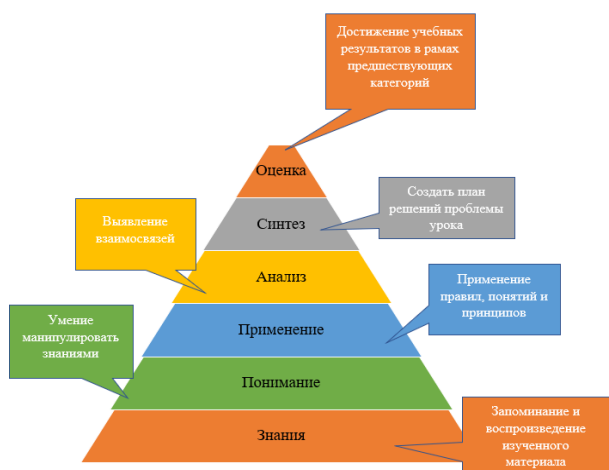 Достижение учебных
результатов в рамах
предшествующих
категорий
Оценка
Создать план
решений проблемы
урока
Синтез
Выявление
взаимосвязей
Анализ
Применение
правил, понятий и
принципов
Применение
Умение
манипулировать
знаниями
Понимание
Знания
Запоминание и
воспроизведение
изученного
материала